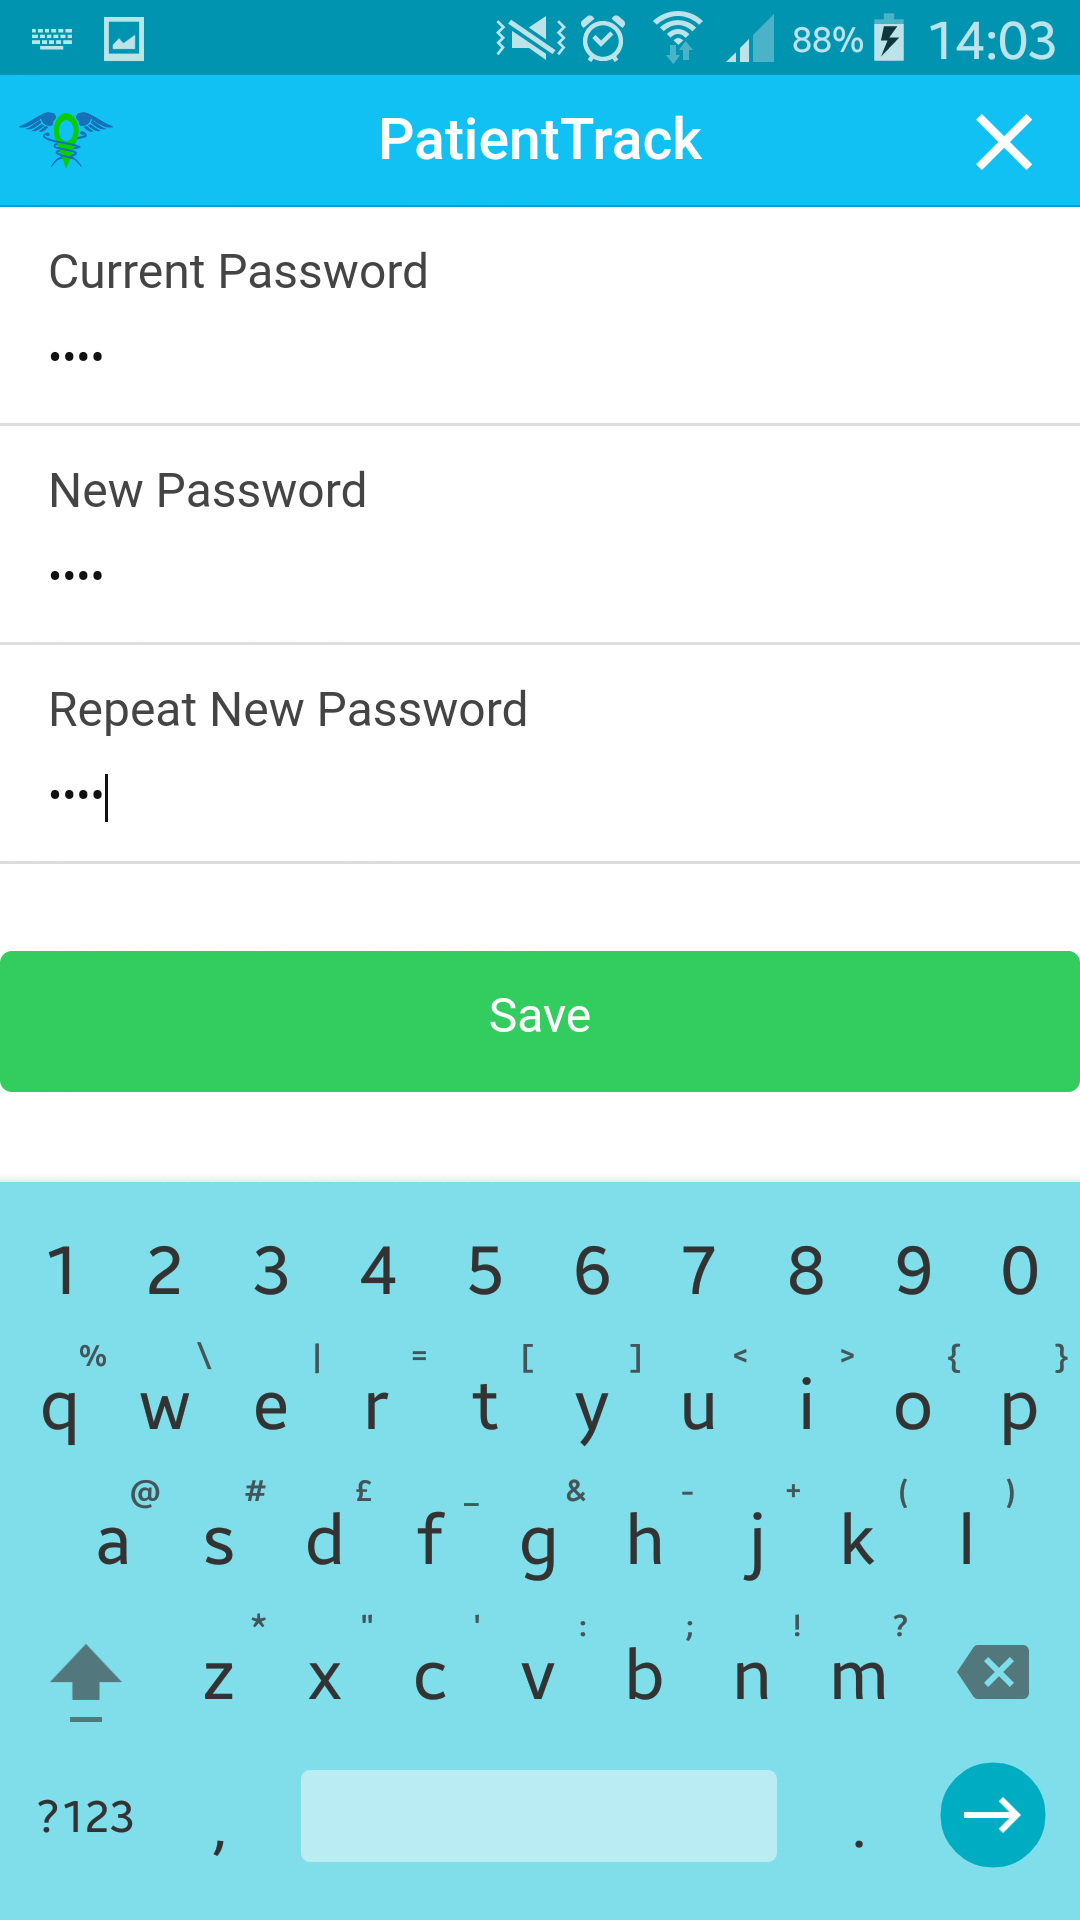 88% 14:03
PatientTrack
Current Password
••••
New Password
••••
Repeat New Password
••••
Save
1 2 3 4 5 6 7 8 9 0
% \ | = [ ] < > { }
q w e r t y u i o p
@ # £ _ & - + ( )
a s d f g h j k l
* " ' : ; ! ?
z x c v b n m
?123 , .